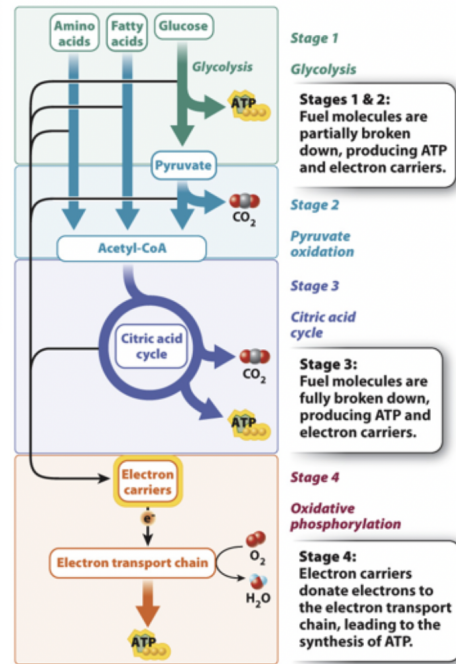 Amino
acids
Fatty
acids
Glucose
Stage 1
Glycolysis
Glycolysis
ATP
Stages 1 & 2:
Fuel molecules are
partially broken
down, producing ATP
and electron carriers.
Pyruvate
CO2
Stage 2
Acetyl-CoA
Pyruvate
oxidation
Stage 3
Citric acid
cycle
Citric acid
cycle
CO2
ATP
Stage 3:
Fuel molecules are
fully broken down,
producing ATP and
electron carriers.
Electron
carriers
Stage 4
e-
Oxidative
phosphorylation
Electron transport chain
O2
H2O
ATP
Stage 4:
Electron carriers
donate electrons to
the electron transport
chain, leading to the
synthesis of ATP.